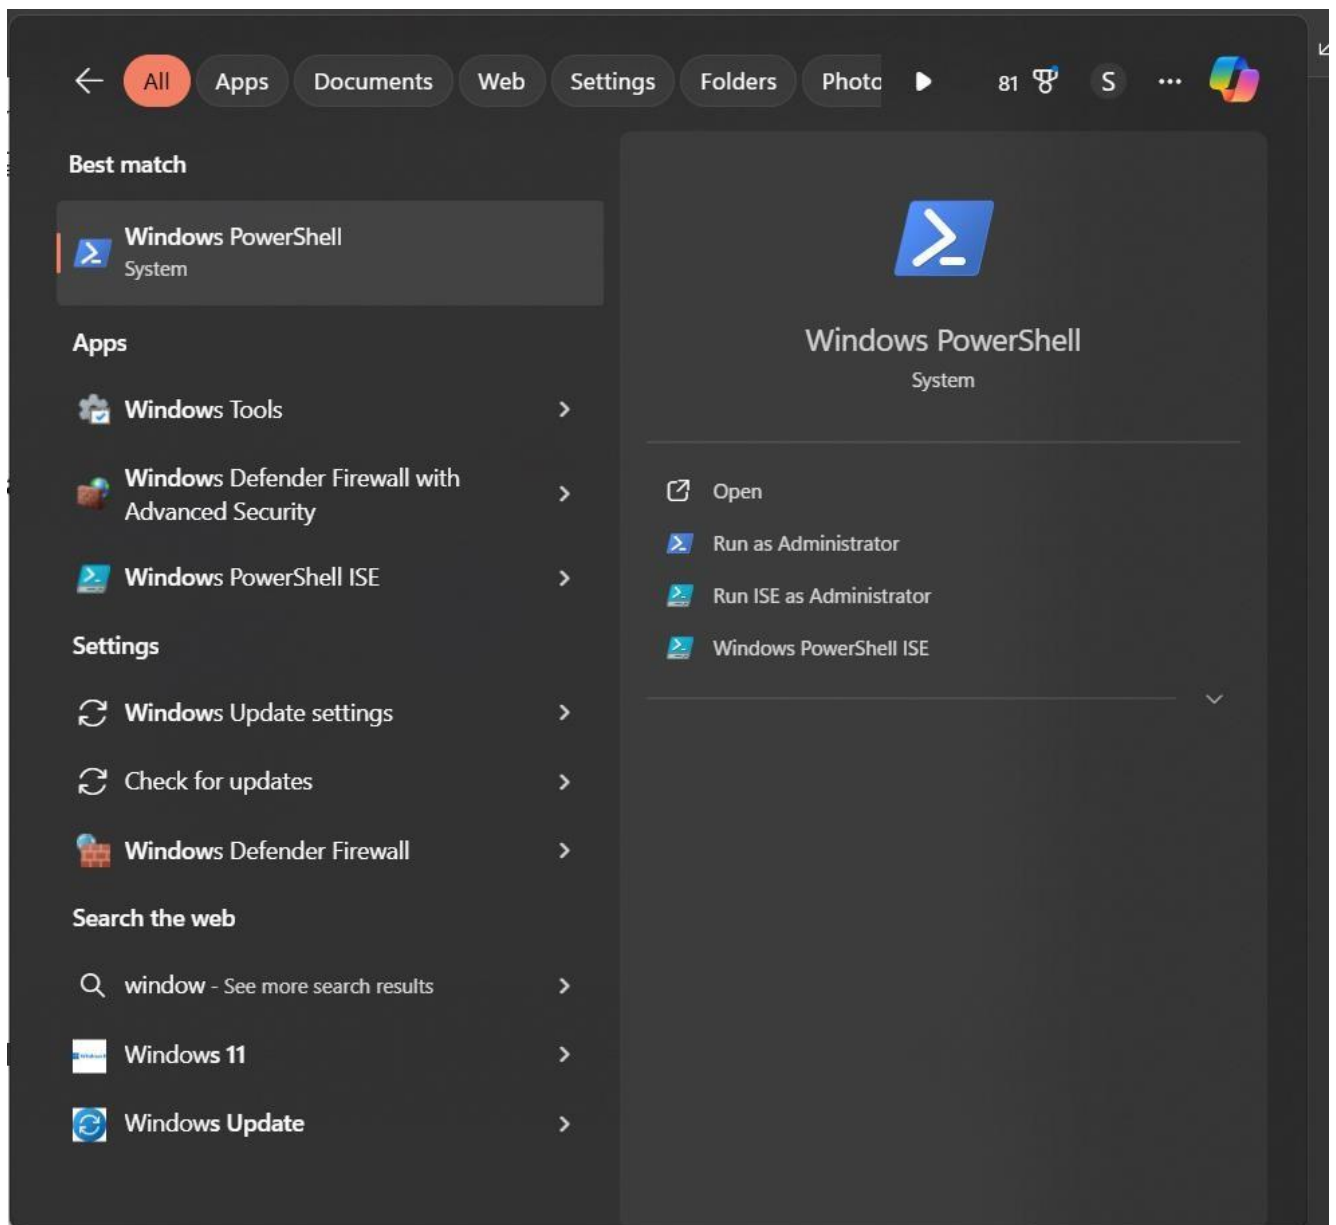 All
Apps
Documents
Web
Settings
Folders
Photo
81
S
Best match
Windows PowerShell
System
Apps
Windows Tools
Windows Defender Firewall with
Advanced Security
Windows PowerShell ISE
Settings
Windows Update settings
Check for updates
Windows Defender Firewall
Search the web
window - See more search results
Windows 11
Windows Update
Windows PowerShell
System
Open
Run as Administrator
Run ISE as Administrator
Windows PowerShell ISE